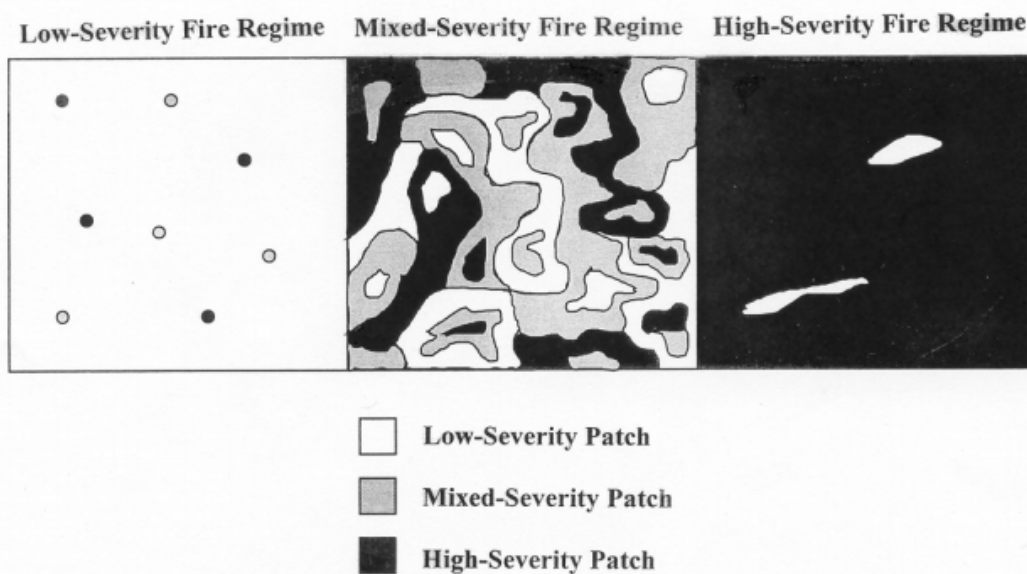 Low-Severity Fire Regime
Mixed-Severity Fire Regime
High-Severity Fire Regime
Low-Severity Patch
Mixed-Severity Patch
High-Severity Patch